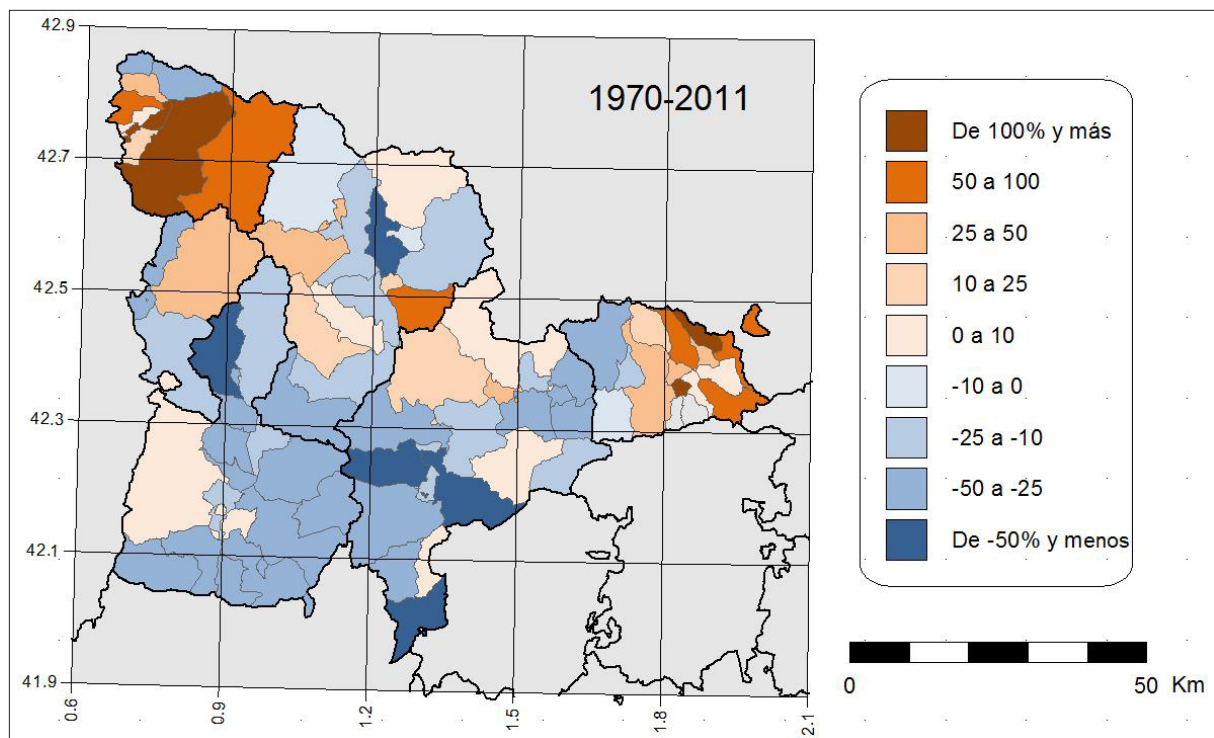 42.9
42.7
42.5
42.3
42.1
41.9
0.6
0.9
1.2
1.5
1.8
2.1
1970-2011
De 100% y más
50 a 100
25 a 50
10 a 25
0 a 10
-10 a 0
-25 a -10
-50 a -25
De -50% y menos
0 50 Km